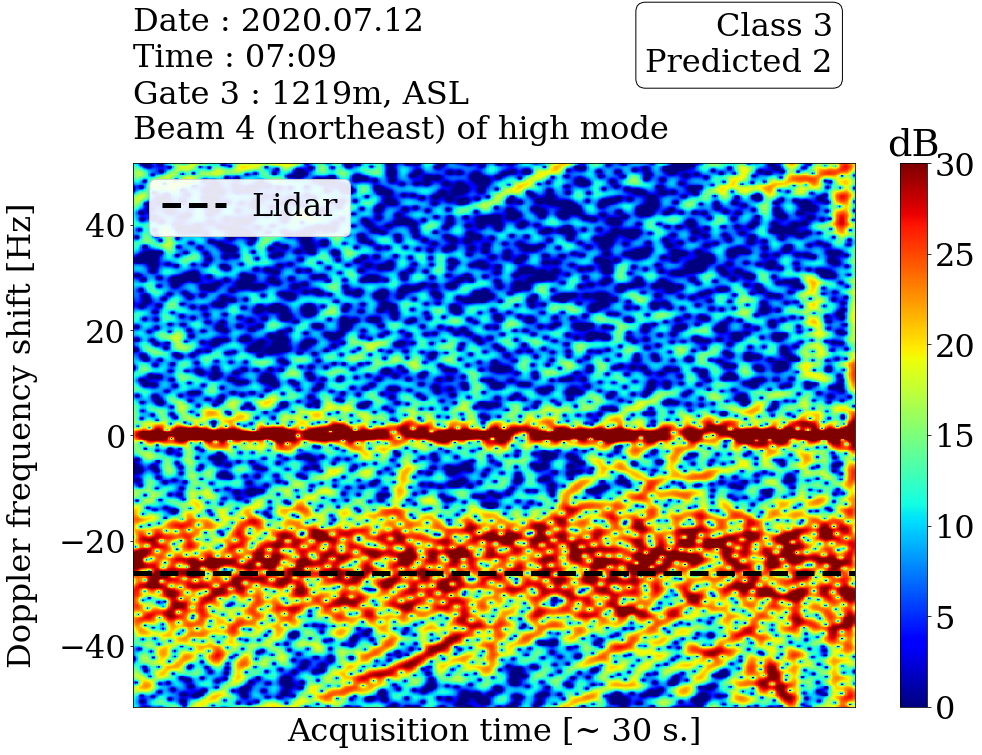 Date : 2020.07.12
Time : 07:09
Gate 3 : 1219m, ASL
Beam 4 (northeast) of high mode
Class 3
Predicted 2
dB
Lidar
Doppler frequency shift [Hz]
40
20
0
−20
−40
30
25
20
15
10
5
0
Acquisition time [~ 30 s.]